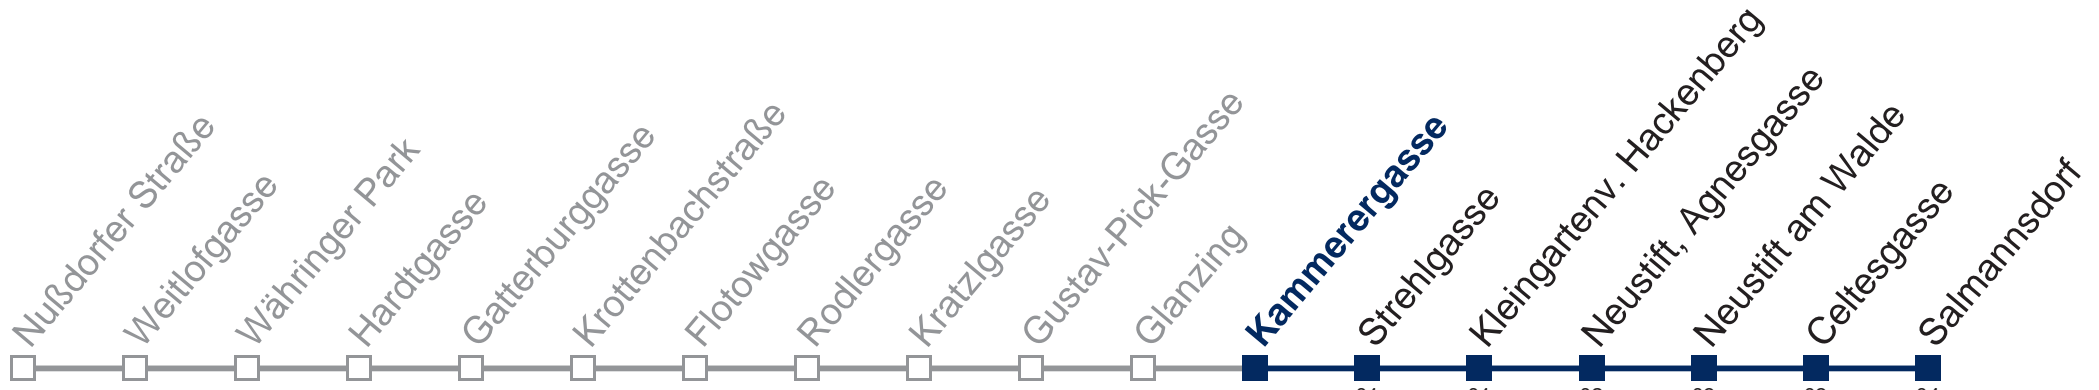 Nußdorfer Straße
Weitlofgasse
Währinger Park
Hardtgasse
Gatterburggasse
Krottenbachstraße
Flotowgasse
Rodlergasse
Kratzlgasse
Gustav-Pick-Gasse
Glanzing
Kammerergasse
Strehlgasse
Kleingartenv. Hackenberg
Neustift, Agnesgasse
Neustift am Walde
Celtesgasse
Salmannsdorf